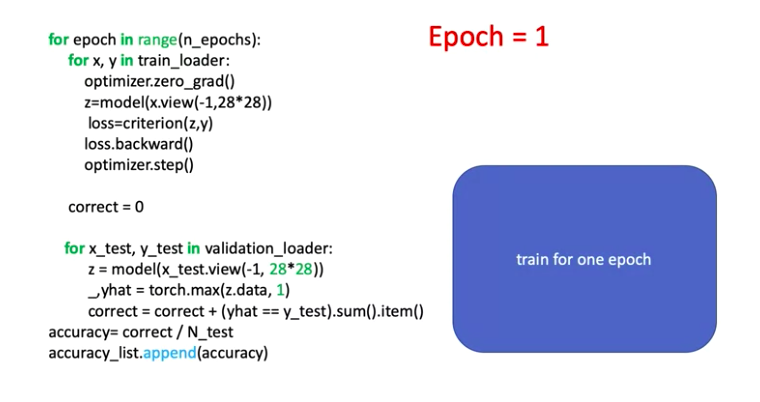 for epoch in range(n_epochs):
for x, y in train_loader:
optimizer.zero_grad()
z=model(x.view(-1,28*28))
loss=criterion(z,y)
loss.backward()
optimizer.step()
correct = 0
for x_test, y_test in validation_loader:
z = model(x_test.view(-1, 28*28))
_,yhat = torch.max(z.data, 1)
correct = correct + (yhat == y_test).sum().item()
accuracy= correct / N_test
accuracy_list.append(accuracy)
Epoch = 1
train for one epoch